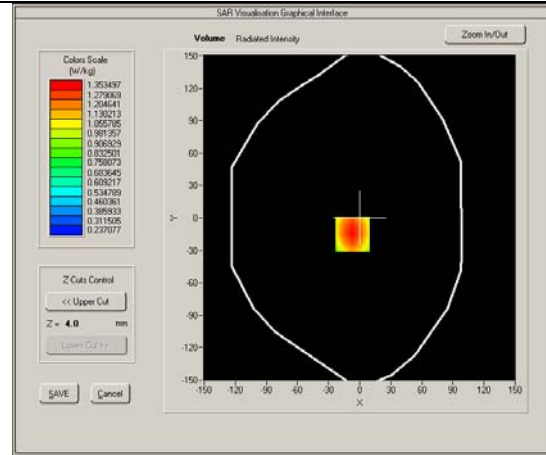 SAR Visualisation Graphical Interface
Volume Radiated Intensity
Zoom In/Out
Colors Scale
(W/kg)
1.353497
1.279069
1.204641
1.130213
1.055785
0.981357
0.906929
0.832501
0.758073
0.683645
0.609217
0.534789
0.460361
0.385933
0.311505
0.237077
Z Cuts Control
<< Upper Cut
Z = 4.0 mm
Lower Cut >>
SAVE
Cancel
150
120
90
60
30
0
-30
-60
-90
-120
-150
Y
-150 -120 -90 -60 -30 0 30 60 90 120 150
X